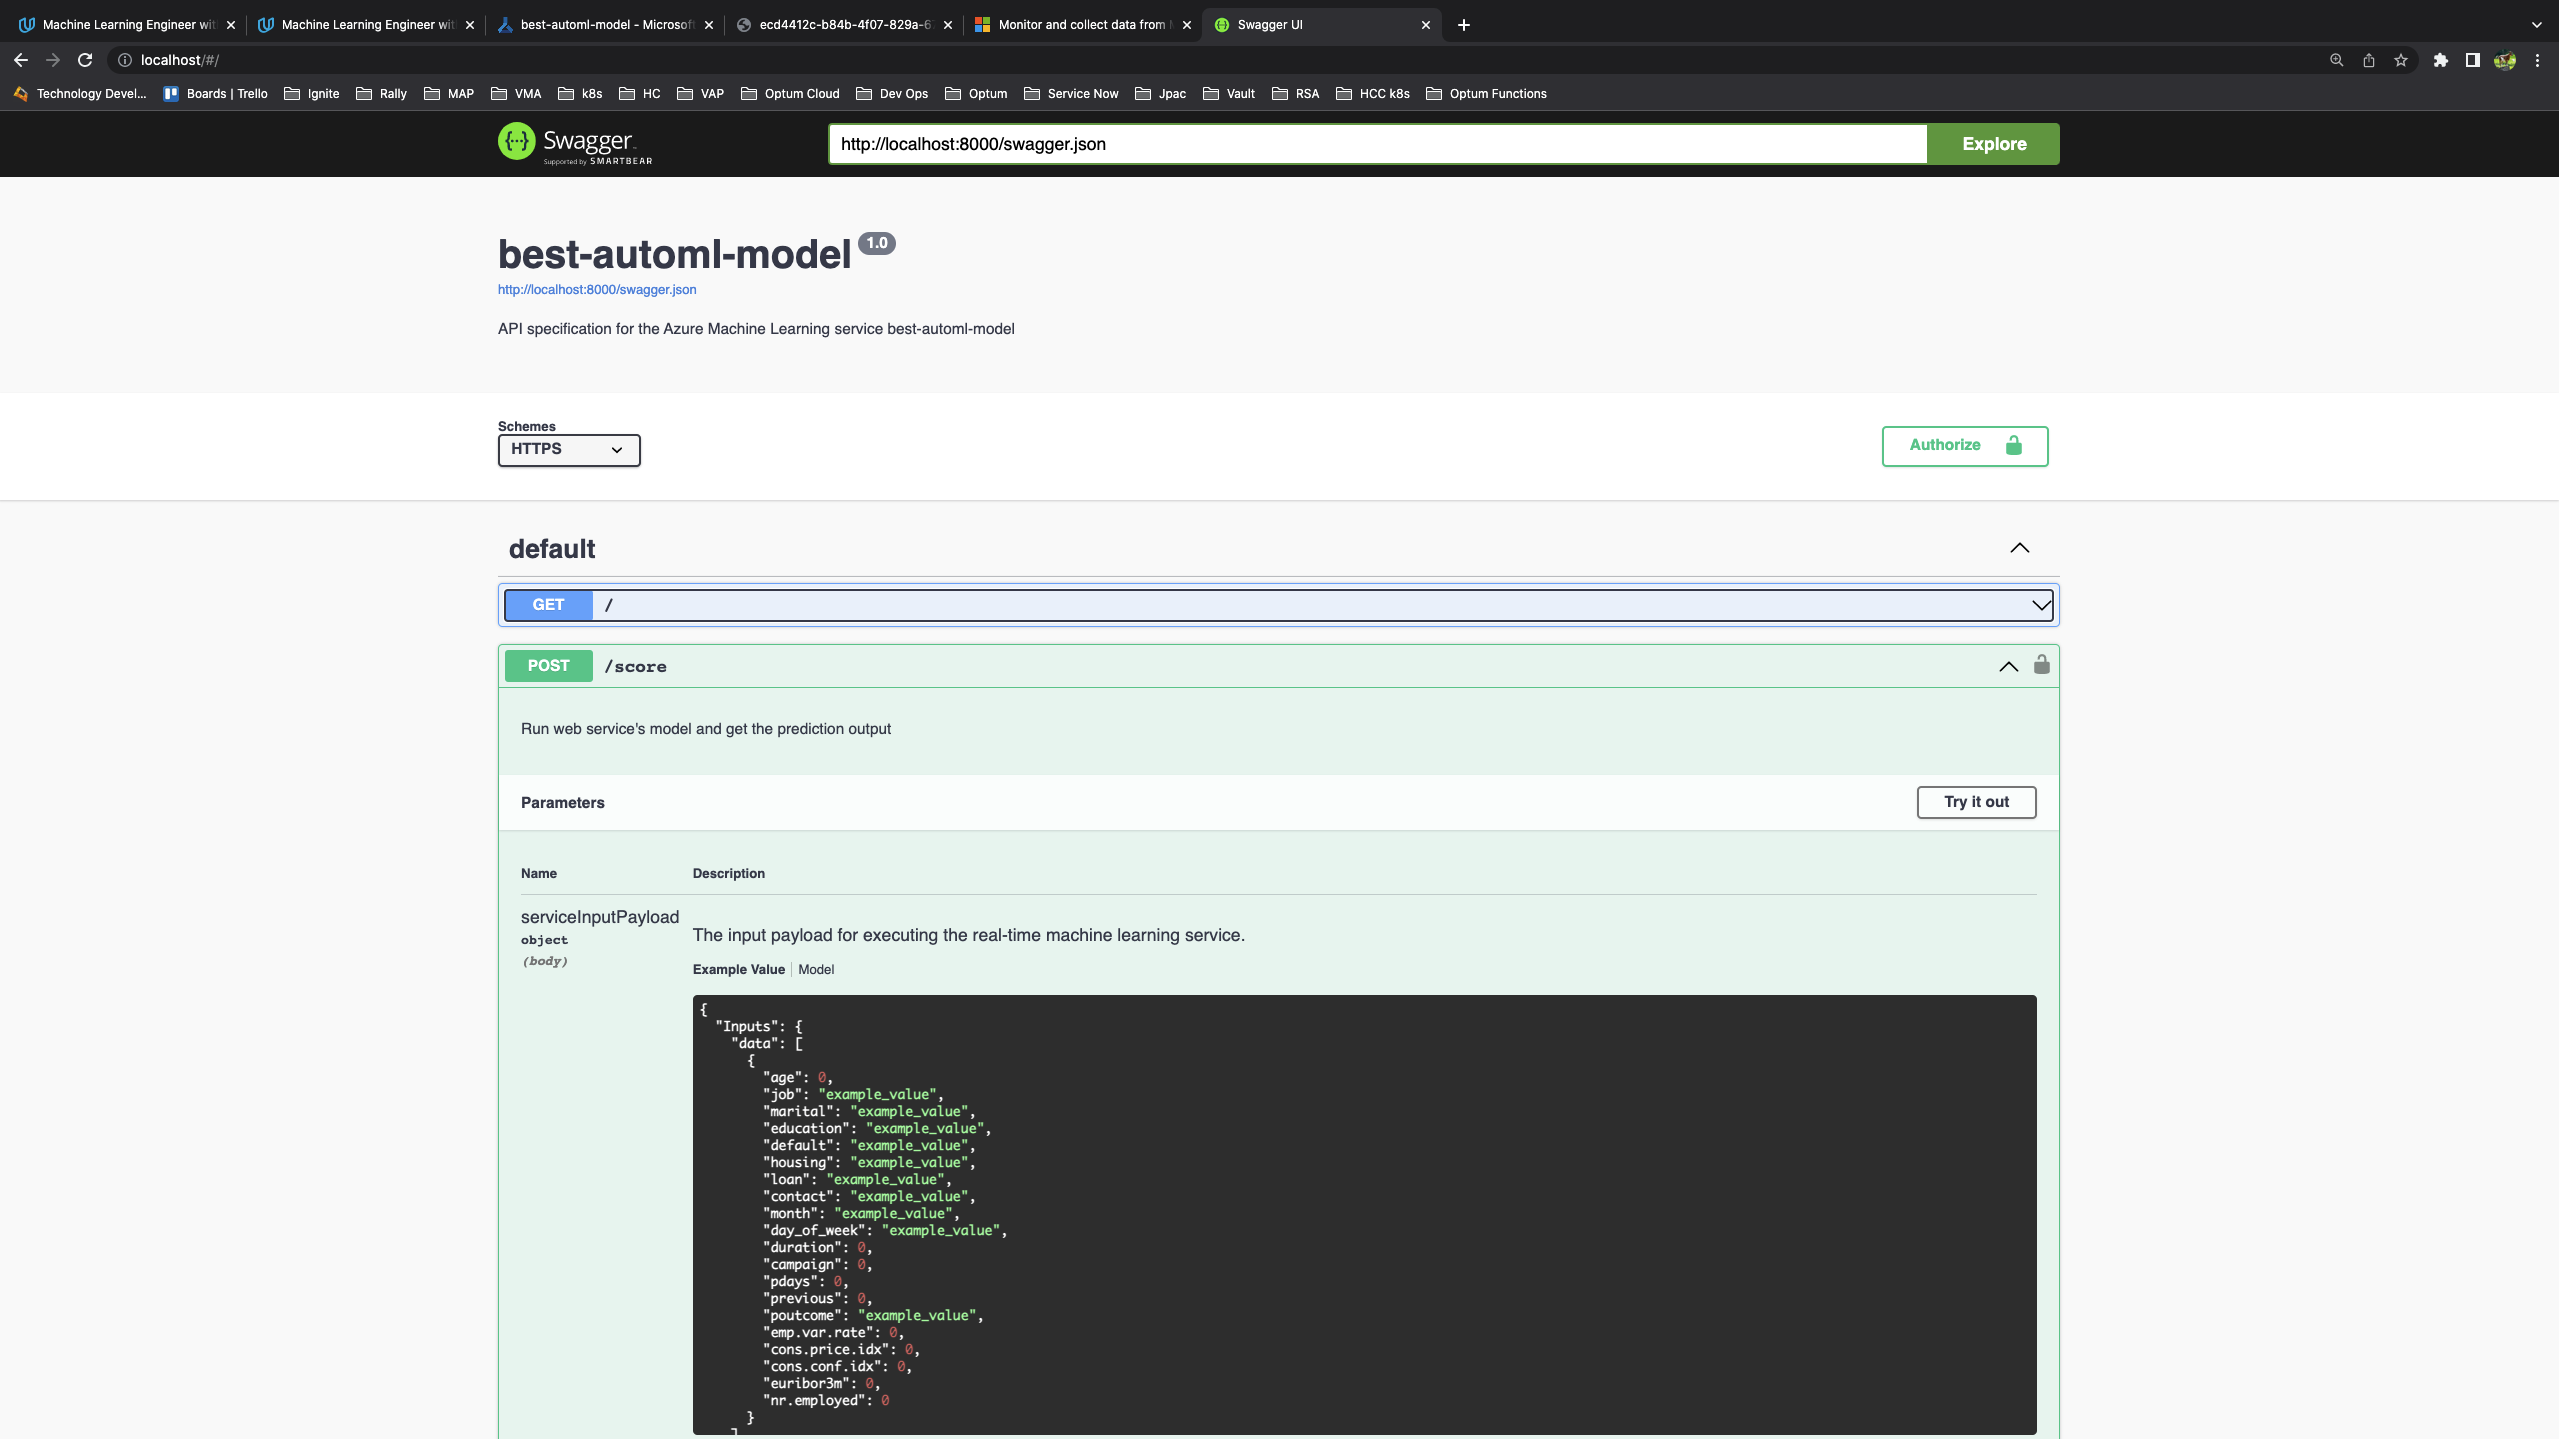 Machine Learning Engineer wit
Machine Learning Engineer wit
best-automl-model - Microsoft
ecd4412c-b84b-4f07-829a-6
Monitor and collect data from
Swagger UI
localhost/#/
Technology Devel... Boards | Trello Ignite Rally MAP VMA k8s HC VAP Optum Cloud Dev Ops Optum Service Now Jpac Vault RSA HCC k8s Optum Functions
Swagger
Supported by SMARTBEAR
http://localhost:8000/swagger.json
Explore
best-automl-model 1.0
http://localhost:8000/swagger.json
API specification for the Azure Machine Learning service best-automl-model
Schemes
HTTPS
Authorize
default
GET /
POST /score
Run web service's model and get the prediction output
Parameters
Try it out
Name Description
serviceInputPayload
object
(body)
The input payload for executing the real-time machine learning service.
Example Value Model
{
"Inputs": {
"data": [
{
"age": 0,
"job": "example_value",
"marital": "example_value",
"education": "example_value",
"default": "example_value",
"housing": "example_value",
"loan": "example_value",
"contact": "example_value",
"month": "example_value",
"day_of_week": "example_value",
"duration": 0,
"campaign": 0,
"pdays": 0,
"previous": 0,
"poutcome": "example_value",
"emp.var.rate": 0,
"cons.price.idx": 0,
"cons.conf.idx": 0,
"euribor3m": 0,
"nr.employed": 0
}
]